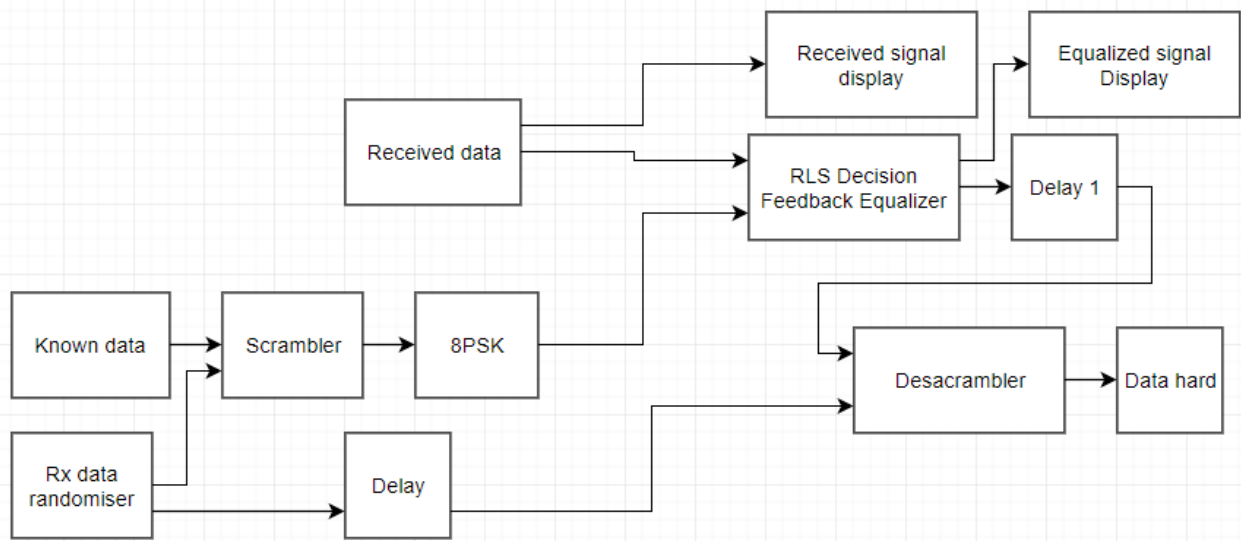 Received signal
display
Equalized signal
Display
Received data
RLS Decision
Feedback Equalizer
Delay 1
Known data
Scrambler
8PSK
Desacrambler
Data hard
Rx data
randomiser
Delay